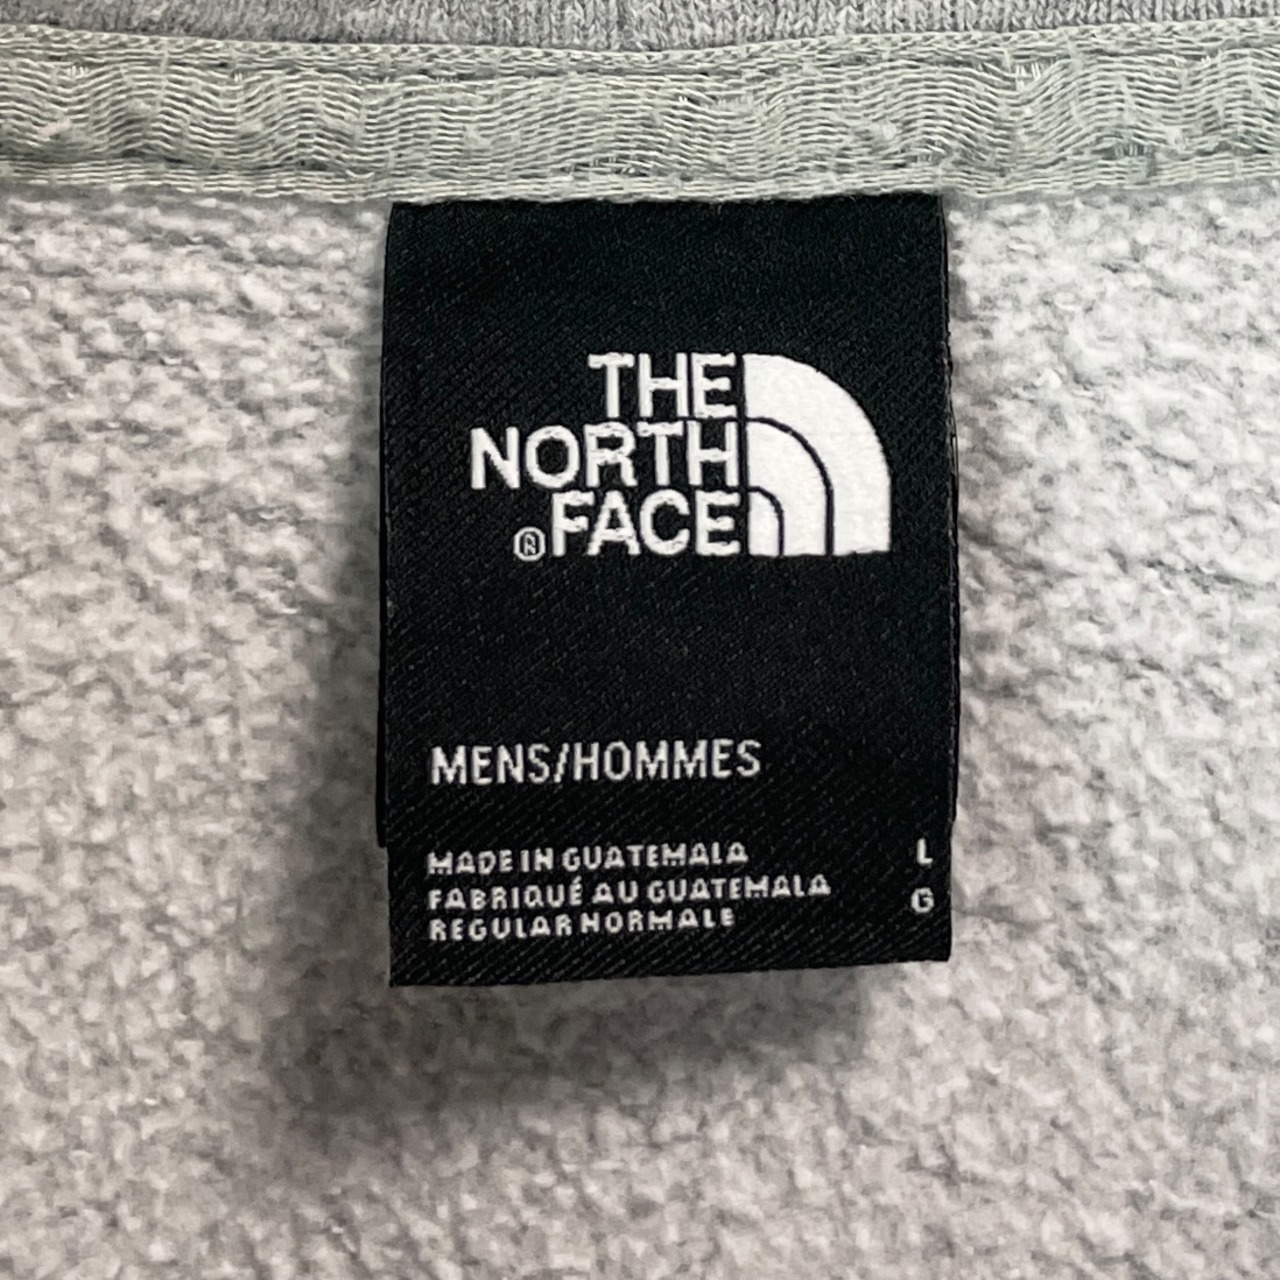 THE
NORTH
®FACE
MENS/HOMMES
MADE IN GUATEMALA L
FABRIQUÉ AU GUATEMALA G
REGULAR NORMALE